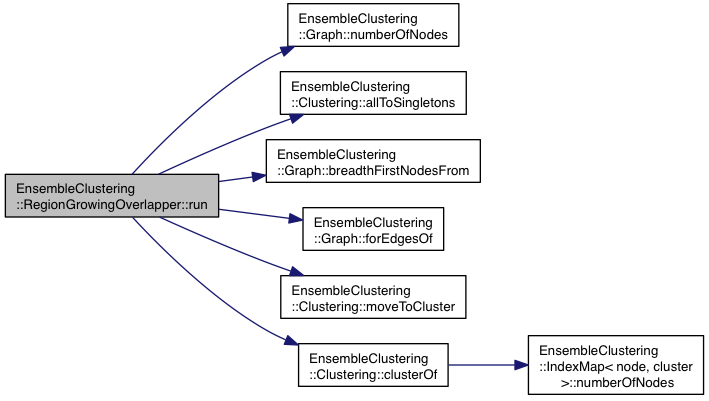 EnsembleClustering
::Graph::numberOfNodes
EnsembleClustering
::Clustering::allToSingletons
EnsembleClustering
::Graph::breadthFirstNodesFrom
EnsembleClustering
::RegionGrowingOverlapper::run
EnsembleClustering
::Graph::forEdgesOf
EnsembleClustering
::Clustering::moveToCluster
EnsembleClustering
::Clustering::clusterOf
EnsembleClustering
::IndexMap< node, cluster
>::numberOfNodes